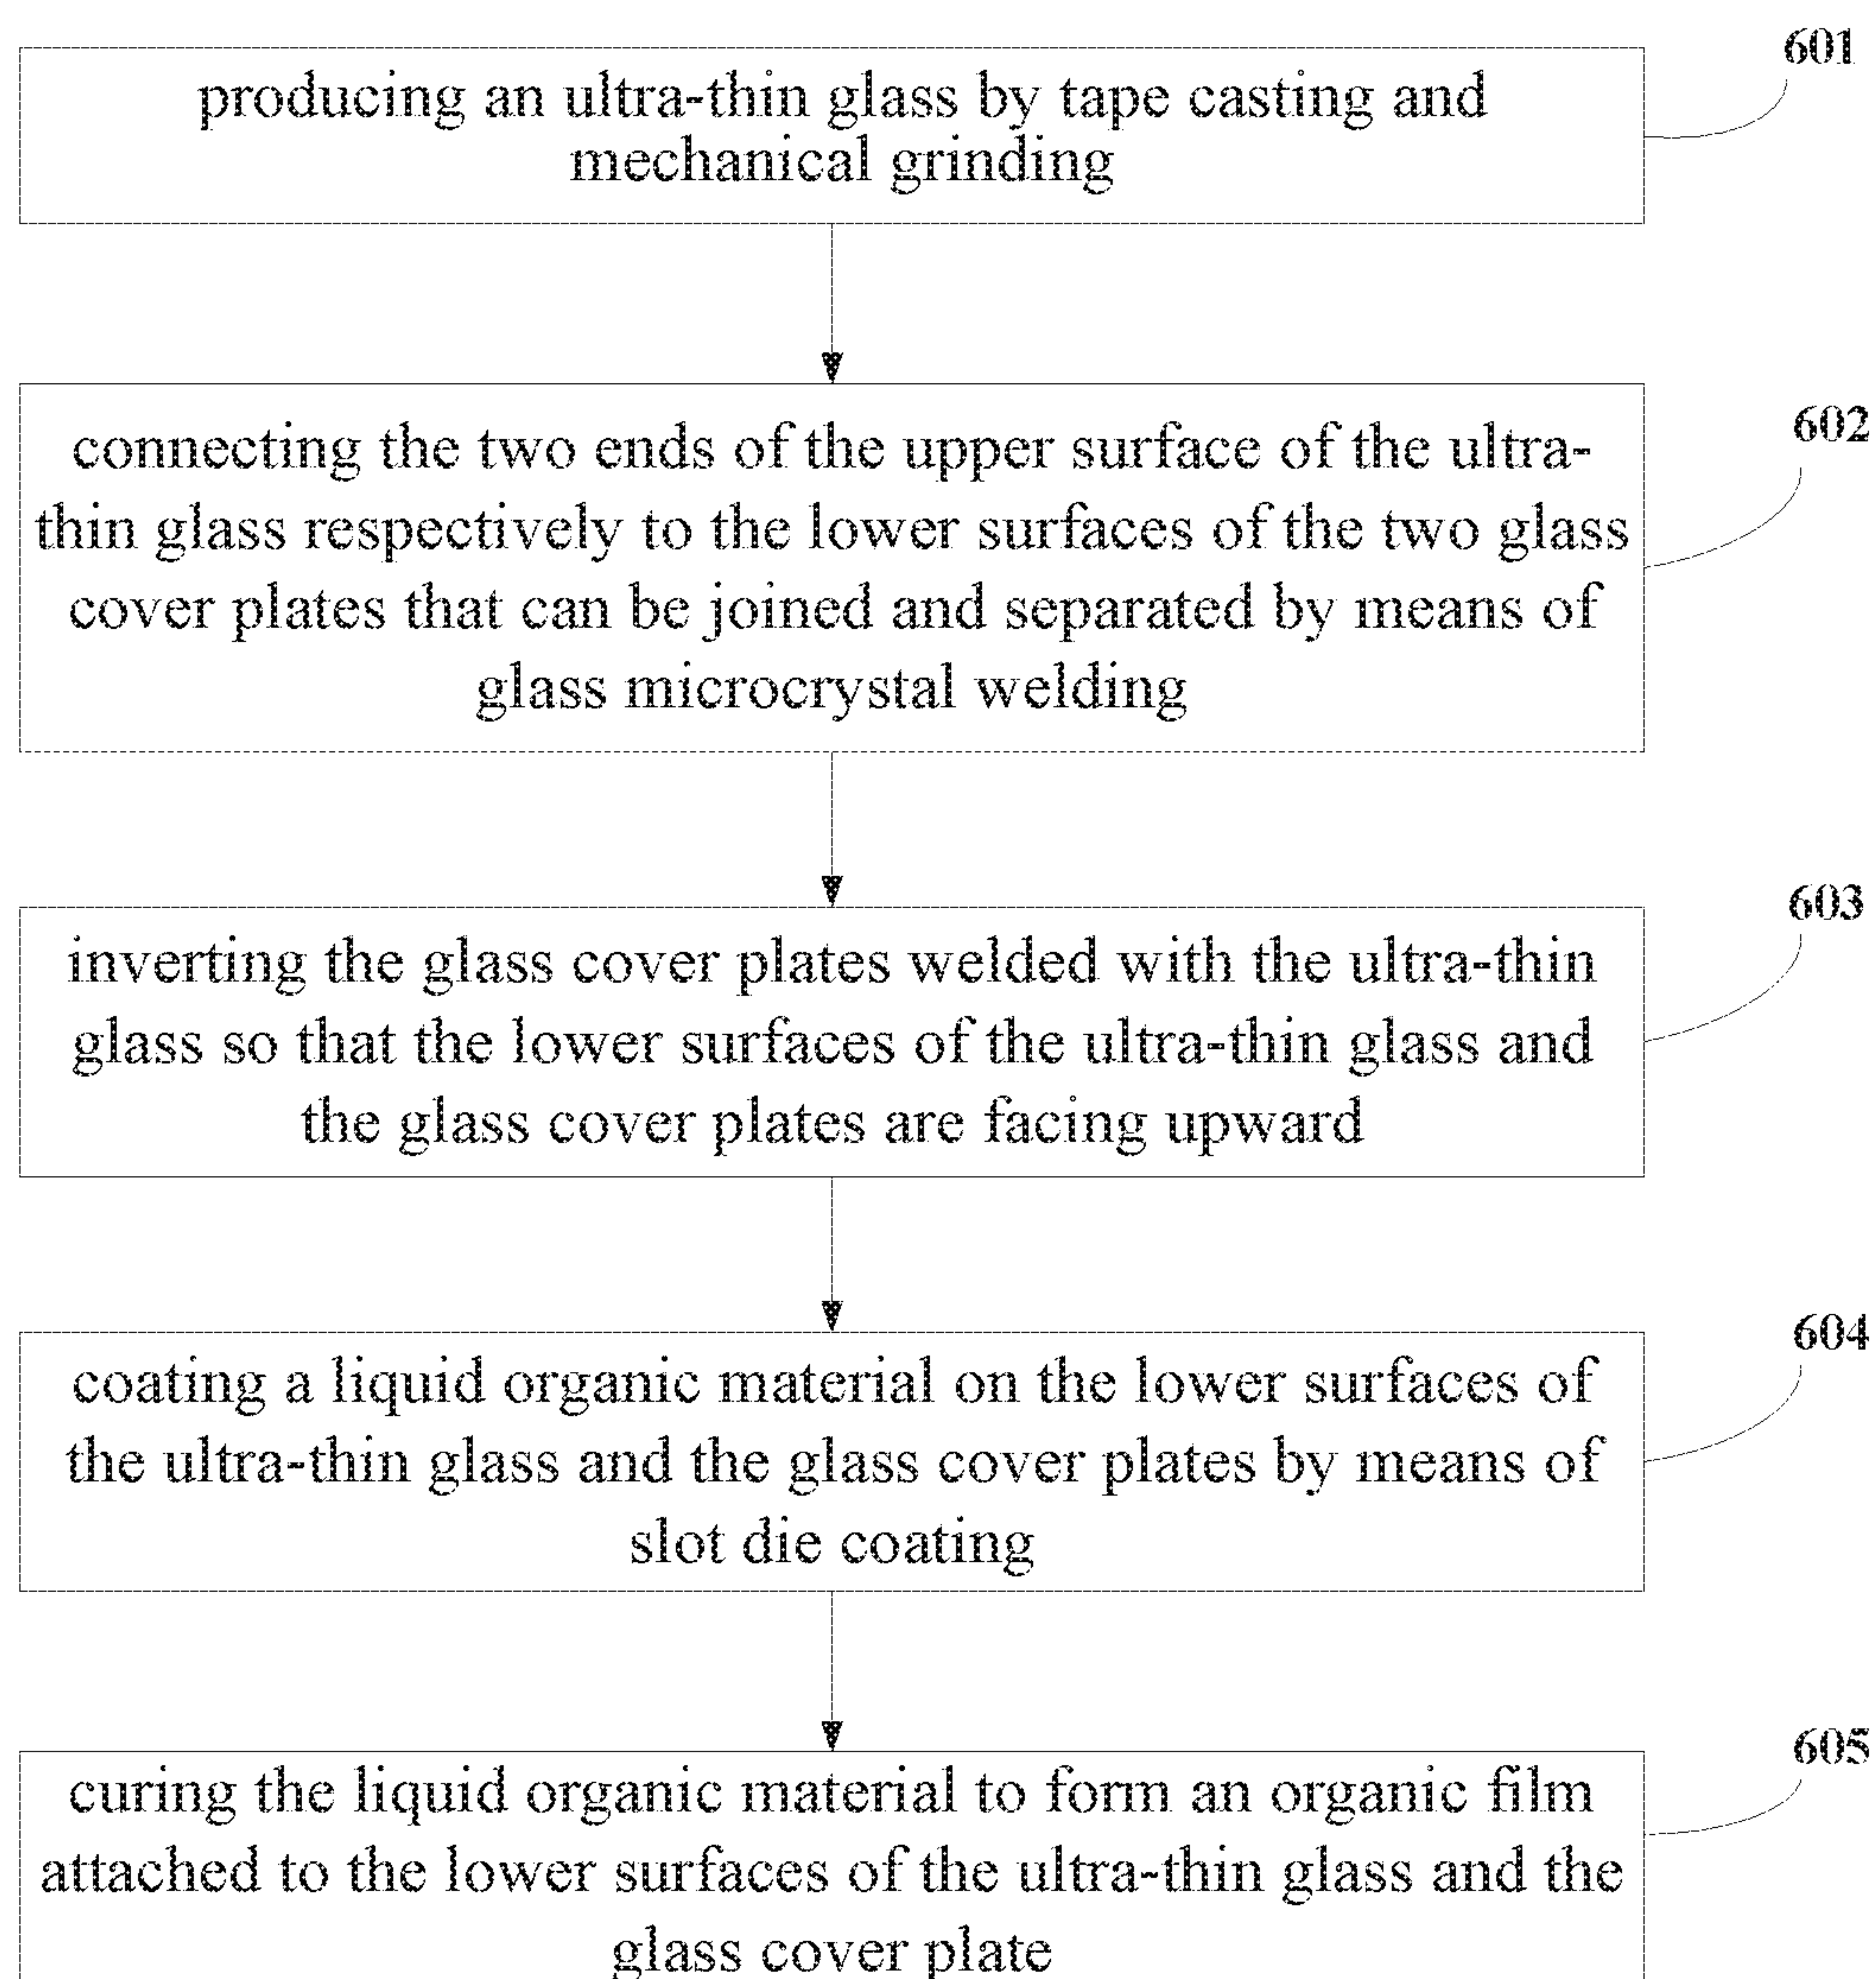 601
producing an ultra-thin glass by tape casting and
mechanical grinding
602
connecting the two ends of the upper surface of the ultra-
thin glass respectively to the lower surfaces of the two glass
cover plates that can be joined and separated by means of
glass microcrystal welding
603
inverting the glass cover plates welded with the ultra-thin
glass so that the lower surfaces of the ultra-thin glass and
the glass cover plates are facing upward
604
coating a liquid organic material on the lower surfaces of
the ultra-thin glass and the glass cover plates by means of
slot die coating
605
curing the liquid organic material to form an organic film
attached to the lower surfaces of the ultra-thin glass and the
glass cover plate